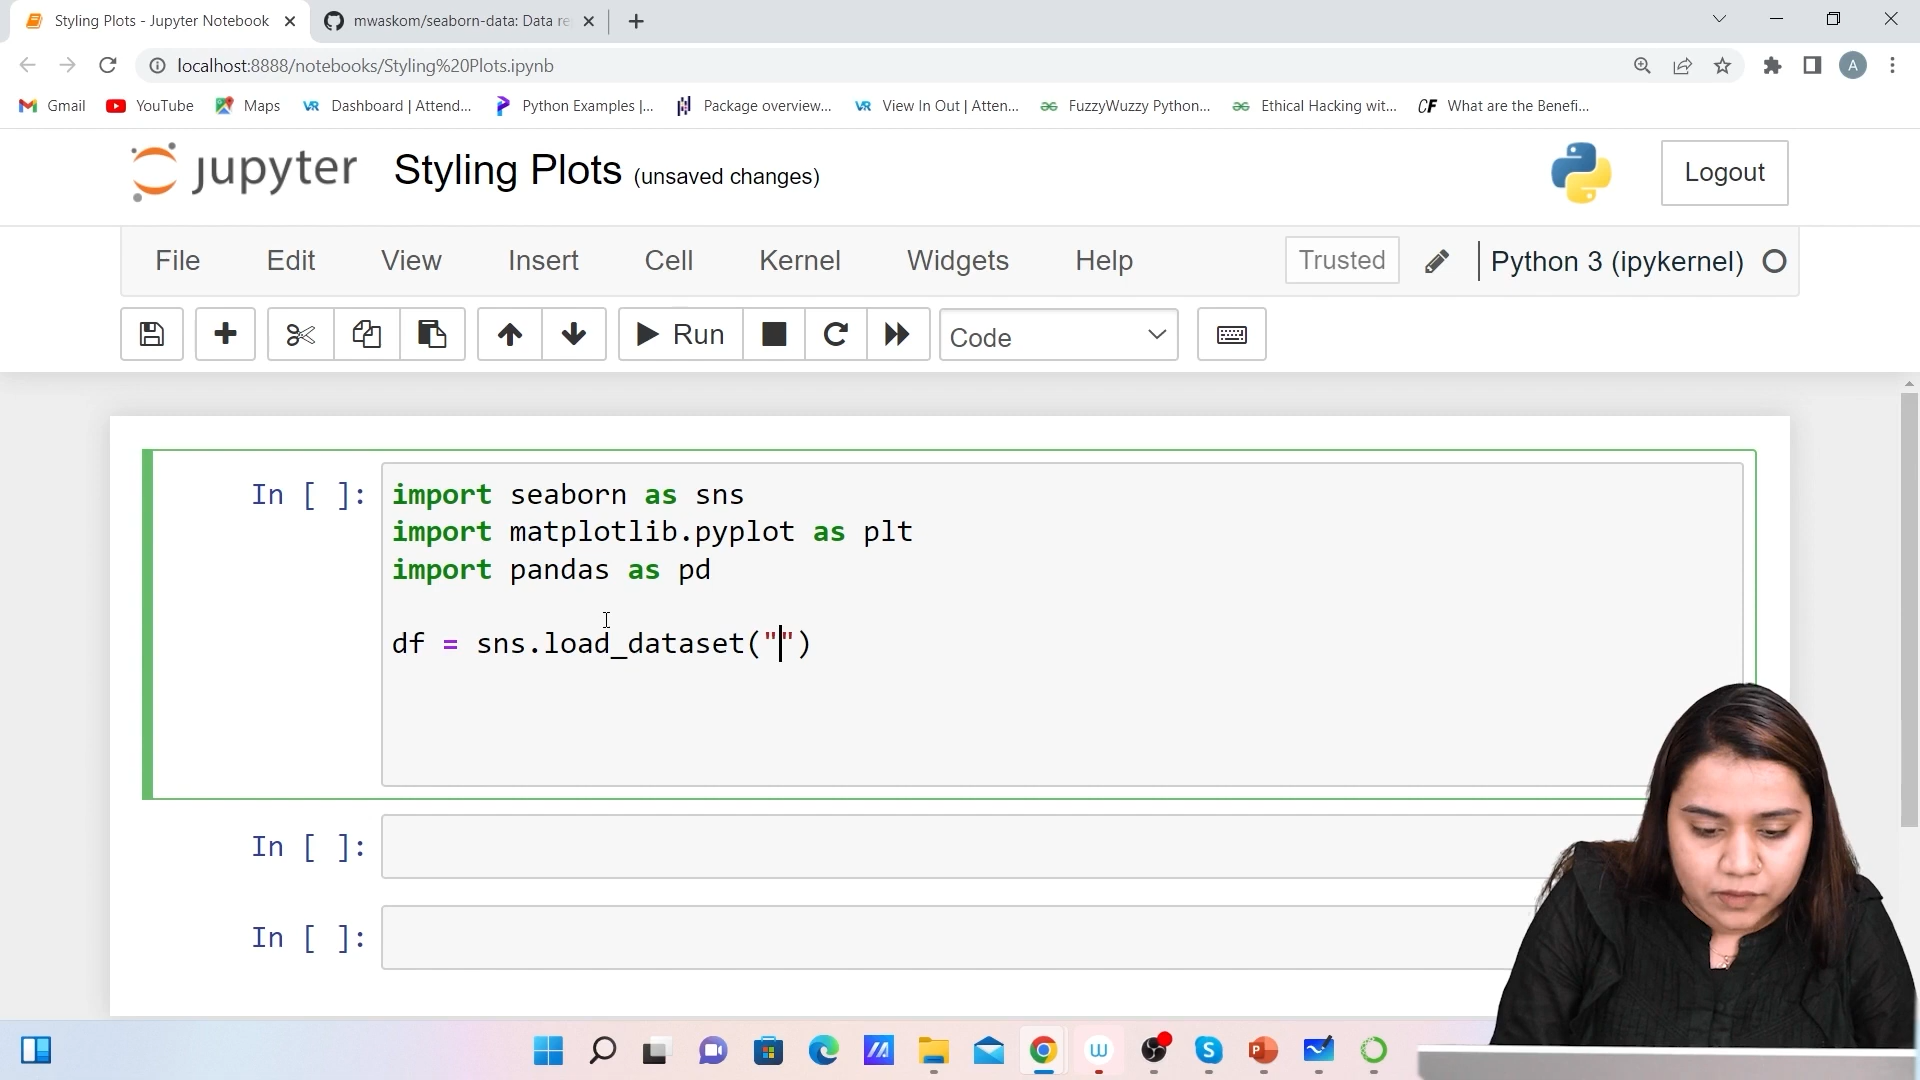 Styling Plots - Jupyter Notebook
mwaskom/seaborn-data: Data re
localhost:8888/notebooks/Styling%20Plots.ipynb
A
Gmail
YouTube
Maps
VR Dashboard | Attend...
Python Examples |...
Package overview...
VR View In Out | Atten...
FuzzyWuzzy Python...
Ethical Hacking wit...
CF What are the Benefi...
jupyter Styling Plots (unsaved changes)
Logout
File Edit View Insert Cell Kernel Widgets Help Trusted Python 3 (ipykernel)
Run Code
In [ ]:
import seaborn as sns
import matplotlib.pyplot as plt
import pandas as pd
df = sns.load_dataset("")
In [ ]:
In [ ]: